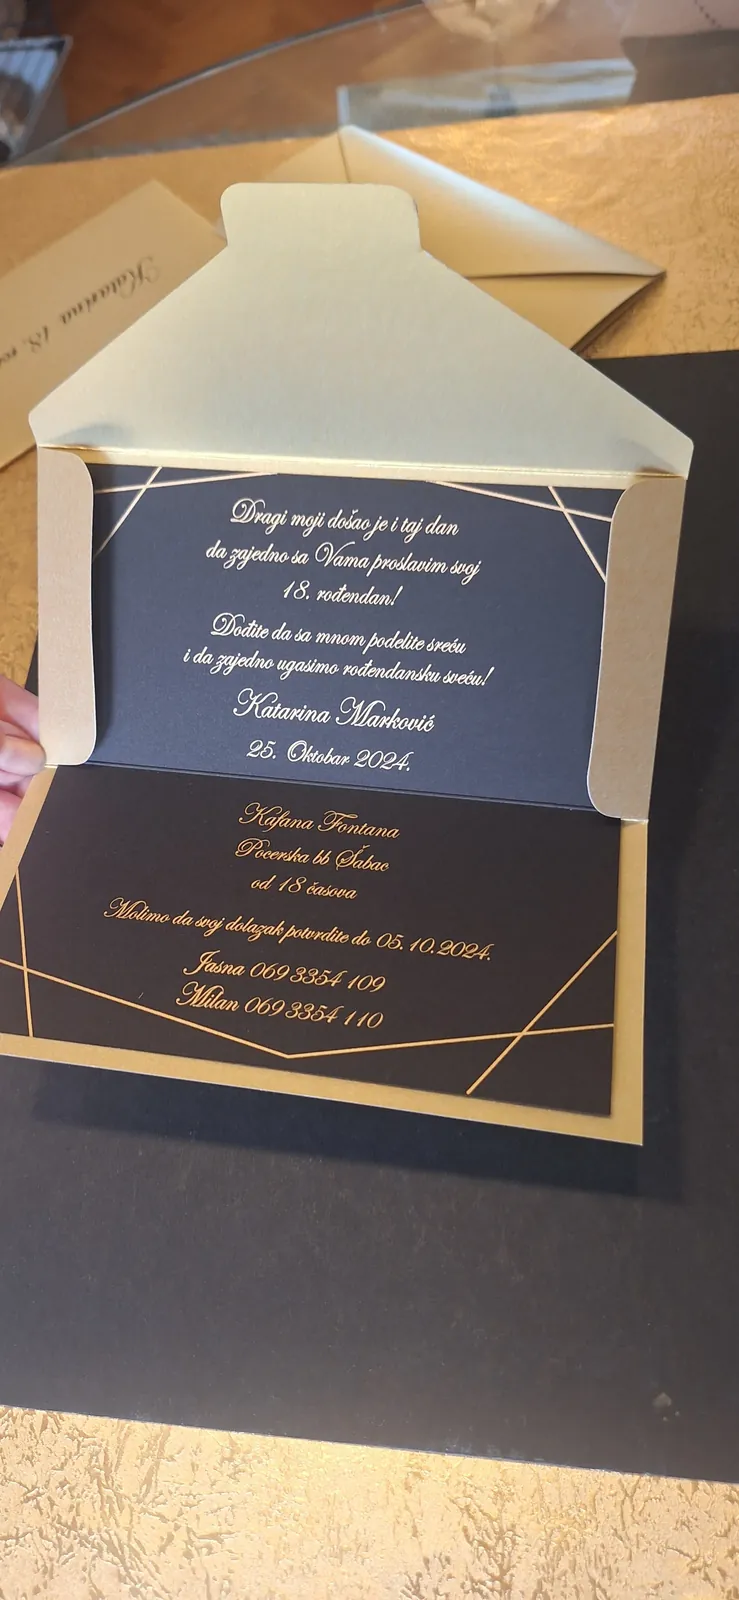 Katarina 18.
Dragi moji došao je i taj dan
da zajedno sa Vama proslavim svoj
18. rođendan!
Dođite da sa mnom podelite sreću
i da zajedno ugasimo rođendansku sveću!
Katarina Marković
25. Oktobar 2024.
Kafana Fontana
Pocerska bb Šabac
od 18 časova
Molimo da svoj dolazak potvrdite do 05.10.2024.
Jasna 069 3354 109
Milan 069 3354 110